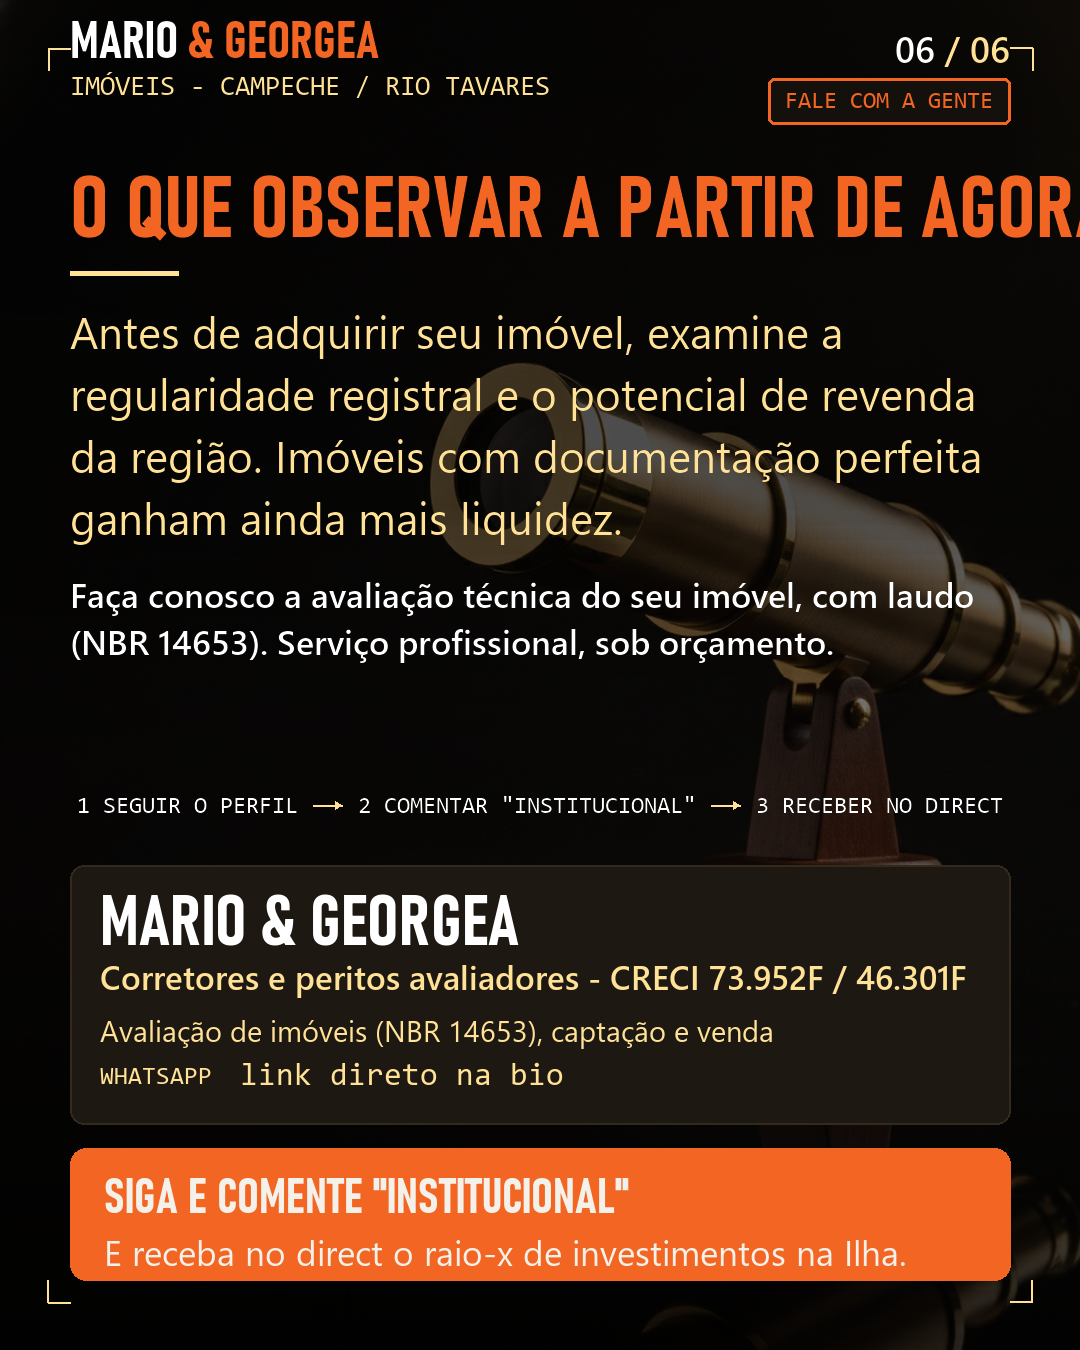 MARIO & GEORGEA
IMÓVEIS - CAMPECHE / RIO TAVARES
06 / 06
FALE COM A GENTE
O QUE OBSERVAR A PARTIR DE AGORA
Antes de adquirir seu imóvel, examine a
regularidade registral e o potencial de revenda
da região. Imóveis com documentação perfeita
ganham ainda mais liquidez.
Faça conosco a avaliação técnica do seu imóvel, com laudo
(NBR 14653). Serviço profissional, sob orçamento.
1 SEGUIR O PERFIL → 2 COMENTAR "INSTITUCIONAL" → 3 RECEBER NO DIRECT
MARIO & GEORGEA
Corretores e peritos avaliadores - CRECI 73.952F / 46.301F
Avaliação de imóveis (NBR 14653), captação e venda
WHATSAPP link direto na bio
SIGA E COMENTE "INSTITUCIONAL"
E receba no direct o raio-x de investimentos na Ilha.